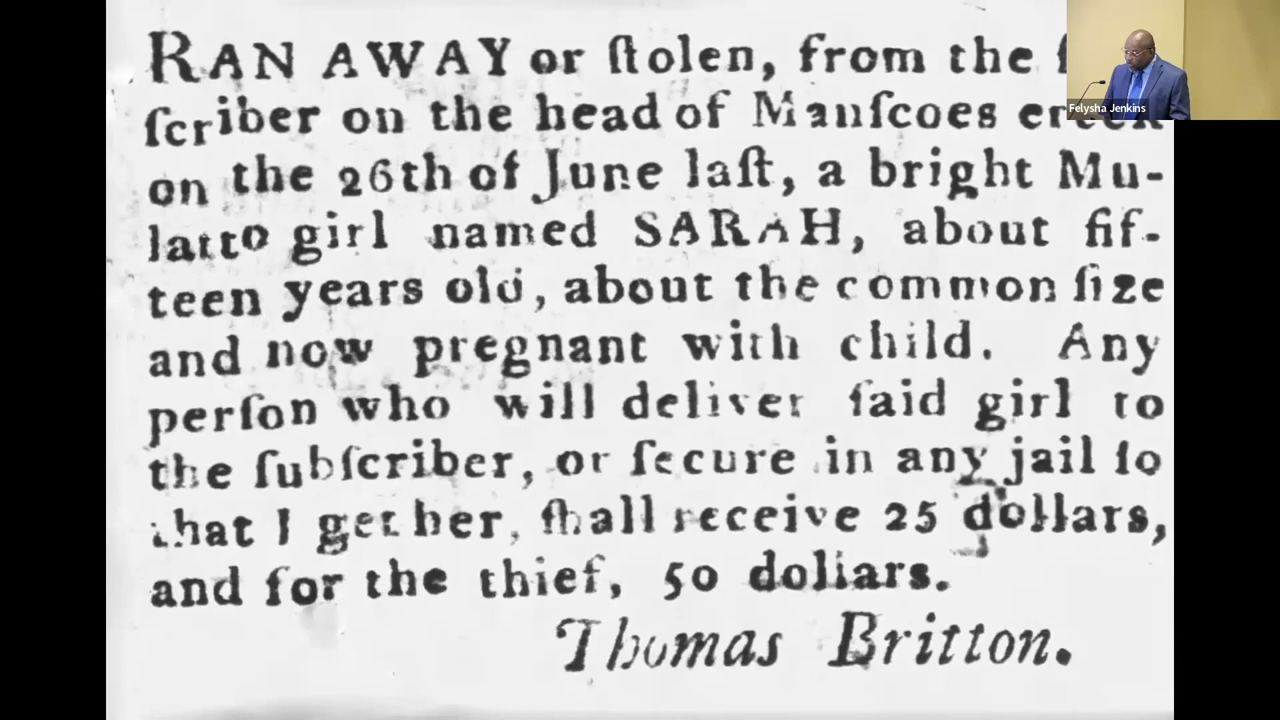 RAN AWAY or ſtolen, from the
ſcriber on the head of Manſcoes creek
on the 26th of June laſt, a bright Mu-
latto girl named SARAH, about fif-
teen years old, about the common ſize
and now pregnant with child. Any
perſon who will deliver ſaid girl to
the ſubſcriber, or ſecure in any jail ſo
that I get her, ſhall receive 25 dollars,
and for the thief, 50 dollars.
Thomas Britton.
Felysha Jenkins